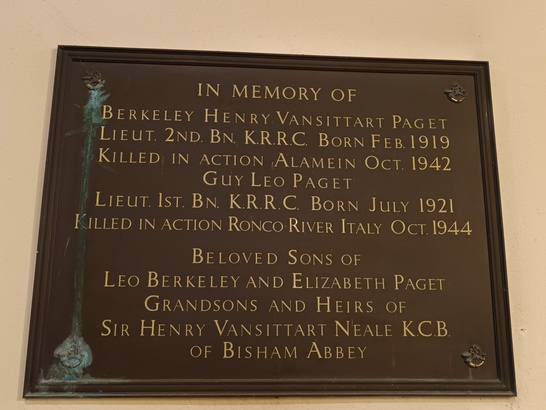 IN MEMORY OF
BERKELEY HENRY VANSITTART PAGET
LIEUT. 2ND. BN. K.R.R.C. BORN FEB. 1919
KILLED IN ACTION ALAMEIN OCT. 1942
GUY LEO PAGET
LIEUT. 1ST. BN. K.R.R.C. BORN JULY 1921
KILLED IN ACTION RONCO RIVER ITALY OCT. 1944
BELOVED SONS OF
LEO BERKELEY AND ELIZABETH PAGET
GRANDSONS AND HEIRS OF
SIR HENRY VANSITTART NEALE K.C.B.
OF BISHAM ABBEY